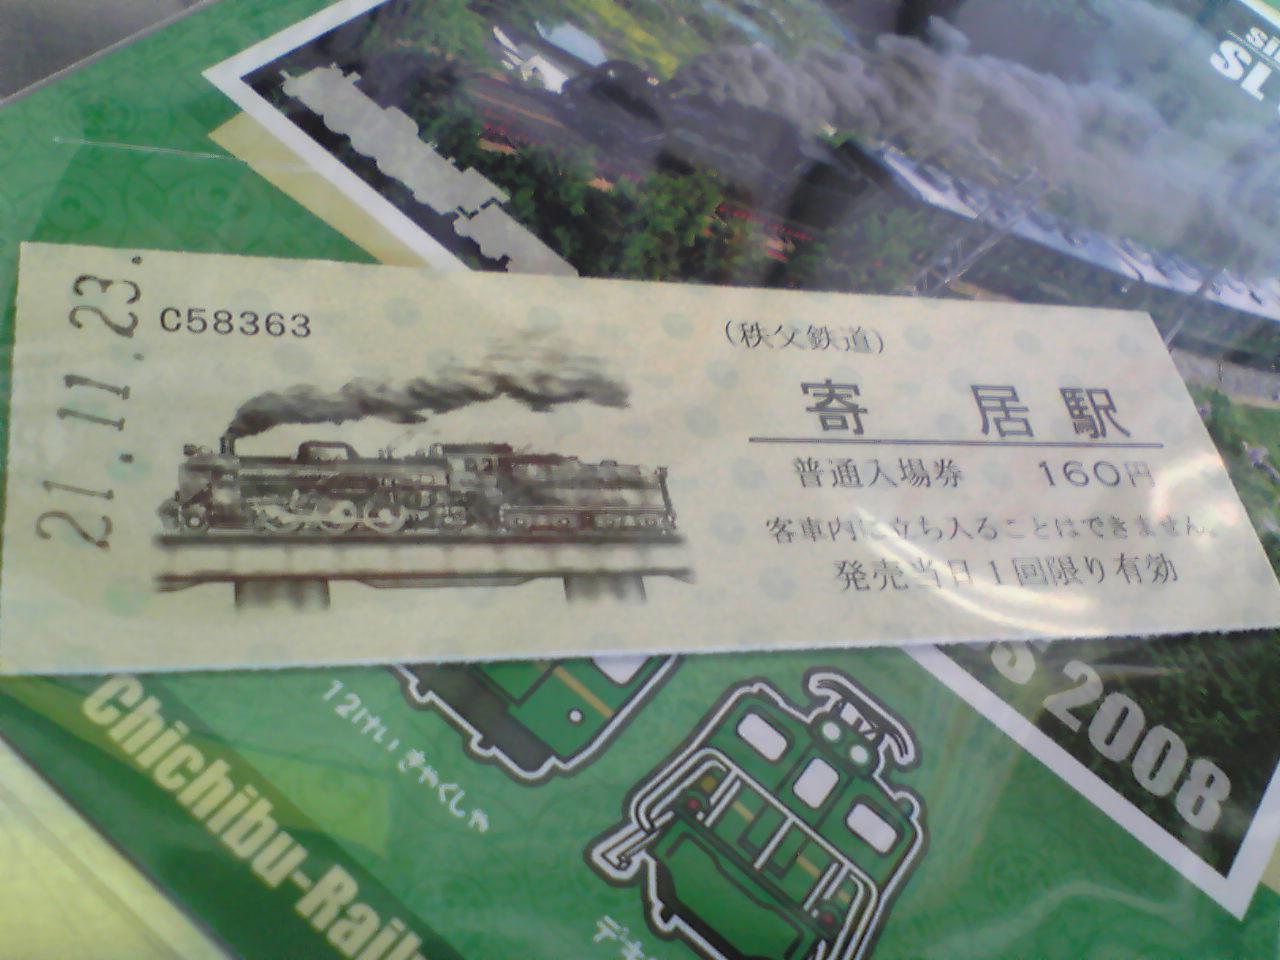 SL
21.11.23.
C58363
(秩父鉄道)
寄居駅
普通入場券 160円
客車内に立ち入ることはできません。
発売当日1回限り有効
2008
12けいきゃくしゃ
Chichibu-Rail
デキ